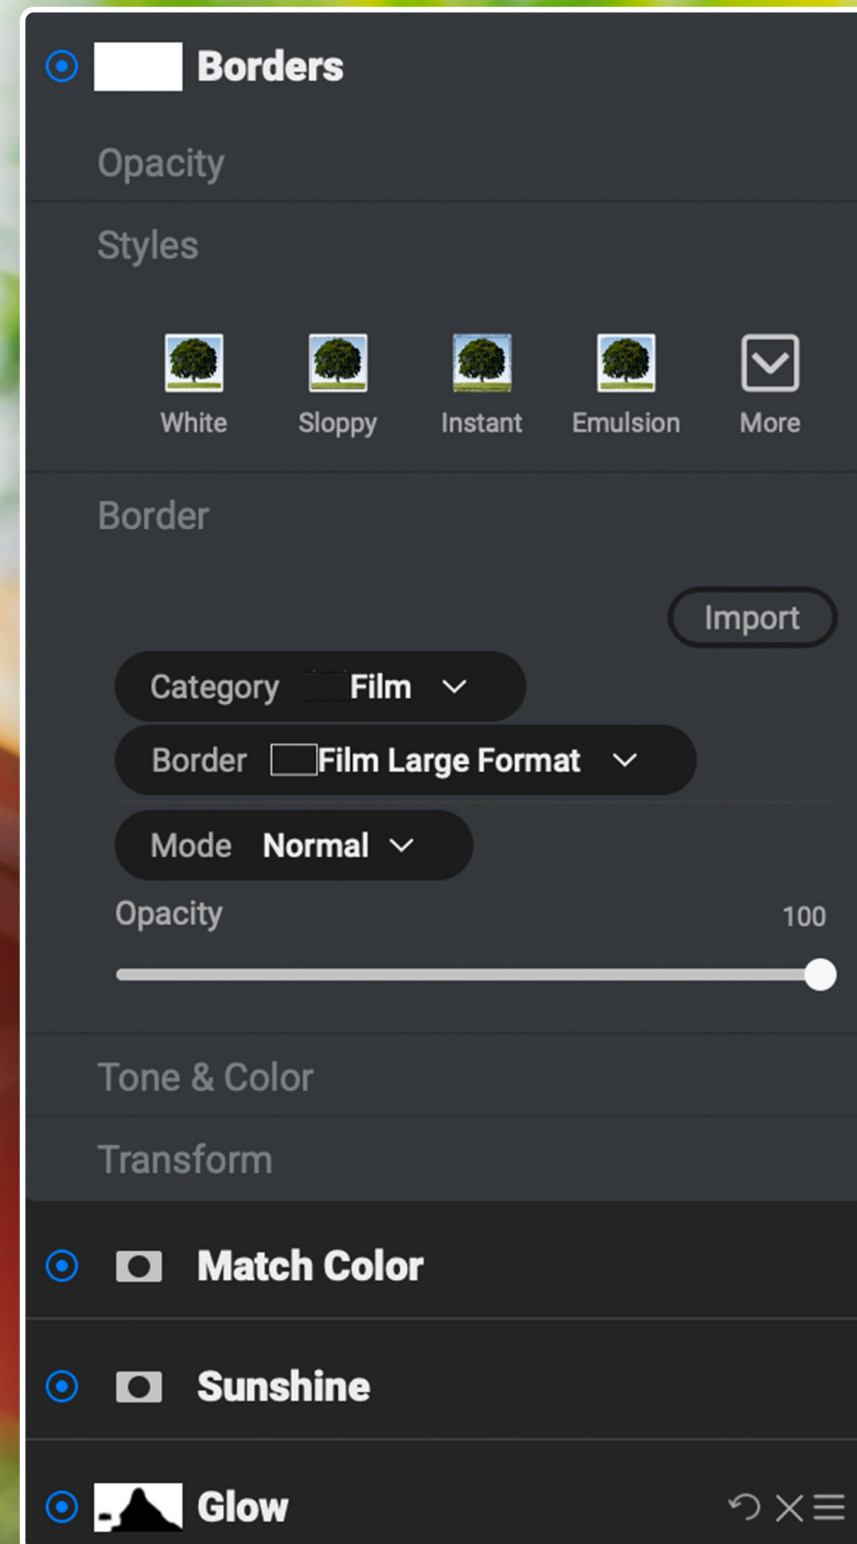 Borders
Opacity
Styles
White Sloppy Instant Emulsion More
Border
Import
Category Film
Border Film Large Format
Mode Normal
Opacity 100
Tone & Color
Transform
Match Color
Sunshine
Glow